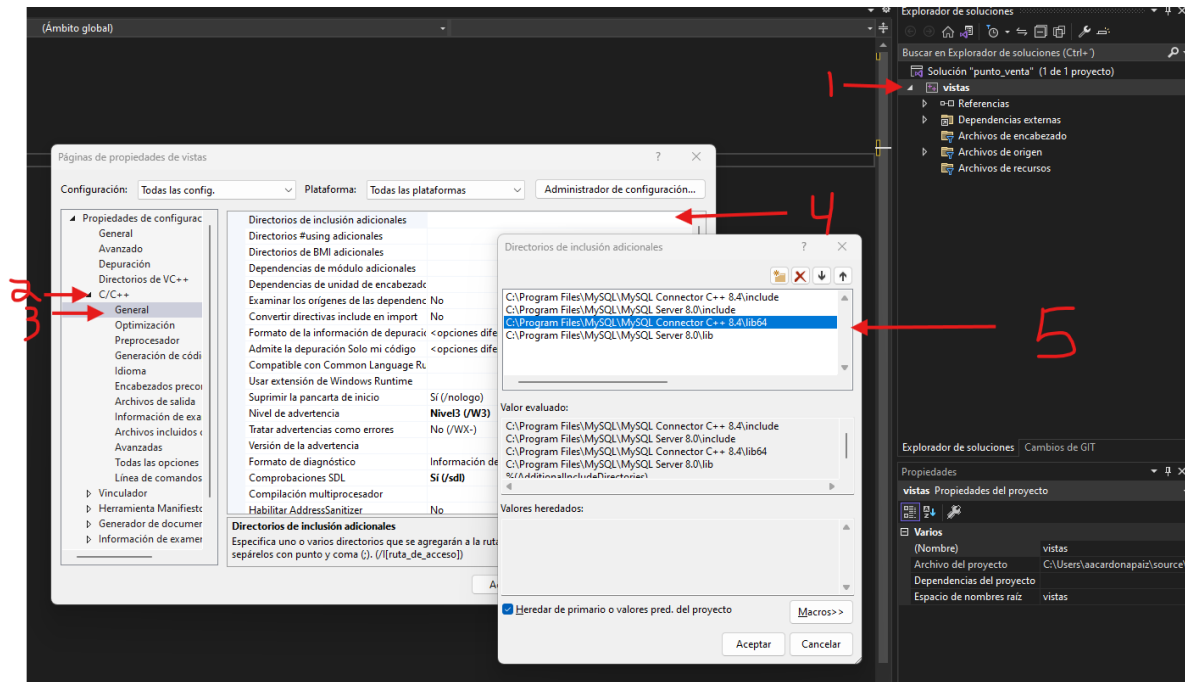 (Ámbito global)
Explorador de soluciones
Buscar en Explorador de soluciones (Ctrl+´)
Solución "punto_venta" (1 de 1 proyecto)
1
vistas
Referencias
Dependencias externas
Archivos de encabezado
Archivos de origen
Archivos de recursos
Páginas de propiedades de vistas
Configuración: Todas las config. Plataforma: Todas las plataformas Administrador de configuración...
Propiedades de configurac
General
Avanzado
Depuración
Directorios de VC++
2
C/C++
3
General
Optimización
Preprocesador
Generación de códi
Idioma
Encabezados precor
Archivos de salida
Información de exa
Archivos incluidos
Avanzadas
Todas las opciones
Línea de comandos
Vinculador
Herramienta Manifiesto
Generador de documer
Información de examer
Directorios de inclusión adicionales
4
Directorios #using adicionales
Directorios de BMI adicionales
Dependencias de módulo adicionales
Dependencias de unidad de encabezado
Examinar los orígenes de las dependenc No
Convertir directivas include en import No
Formato de la información de depuracić <opciones dife
Admite la depuración Solo mi código <opciones dife
Compatible con Common Language Ru
Usar extensión de Windows Runtime
Suprimir la pancarta de inicio Sí (/nologo)
Nivel de advertencia Nivel3 (/W3)
Tratar advertencias como errores No (/WX-)
Versión de la advertencia
Formato de diagnóstico Información de
Comprobaciones SDL Sí (/sdl)
Compilación multiprocesador
Habilitar AddressSanitizer No
Directorios de inclusión adicionales
Especifica uno o varios directorios que se agregarán a la ruta
sepárelos con punto y coma (;). (/I[ruta_de_acceso])
Directorios de inclusión adicionales
C:\Program Files\MySQL\MySQL Connector C++ 8.4\include
C:\Program Files\MySQL\MySQL Server 8.0\include
C:\Program Files\MySQL\MySQL Connector C++ 8.4\lib64
5
C:\Program Files\MySQL\MySQL Server 8.0\lib
Valor evaluado:
C:\Program Files\MySQL\MySQL Connector C++ 8.4\include
C:\Program Files\MySQL\MySQL Server 8.0\include
C:\Program Files\MySQL\MySQL Connector C++ 8.4\lib64
C:\Program Files\MySQL\MySQL Server 8.0\lib
%(AdditionalIncludeDirectories)
Valores heredados:
Heredar de primario o valores pred. del proyecto
Macros>>
Aceptar Cancelar
Explorador de soluciones Cambios de GIT
Propiedades
vistas Propiedades del proyecto
Varios
(Nombre) vistas
Archivo del proyecto C:\Users\aacardonapaiz\source\
Dependencias del proyecto
Espacio de nombres raíz vistas